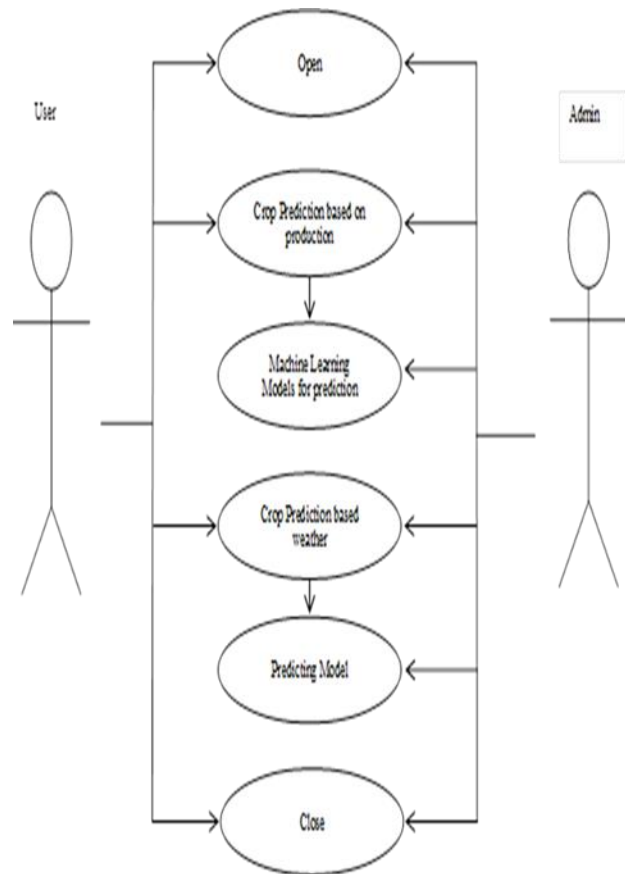 Open
User
Admin
Crop Prediction based on
production
Machine Learning
Models for prediction
Crop Prediction based
weather
Predicting Model
Close